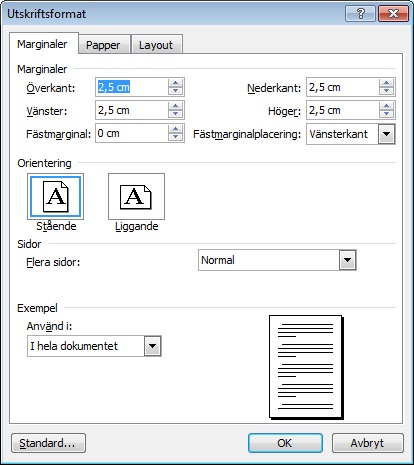 Utskriftsformat
Marginaler Papper Layout
Marginaler
Överkant: 2,5 cm Nederkant: 2,5 cm
Vänster: 2,5 cm Höger: 2,5 cm
Fästmarginal: 0 cm Fästmarginalplacering: Vänsterkant
Orientering
A A
Stående Liggande
Sidor
Flera sidor: Normal
Exempel
Använd i:
I hela dokumentet
Standard... OK Avbryt